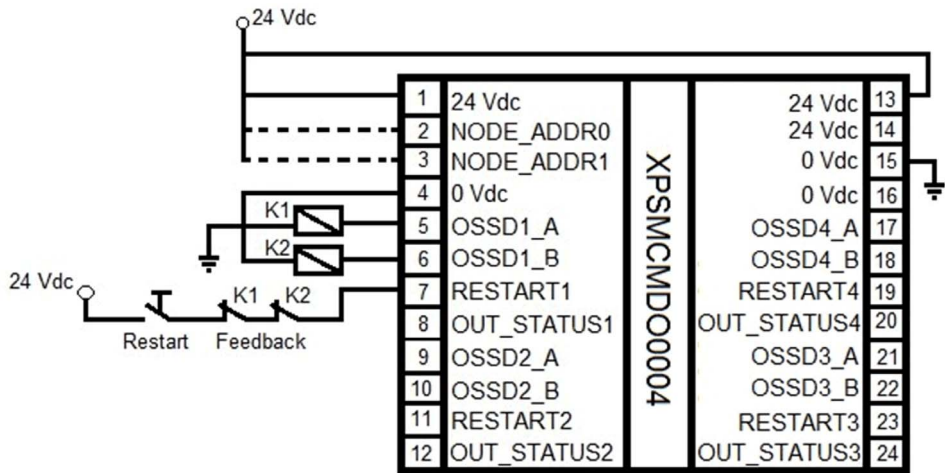 24 Vdc
1 24 Vdc
2 NODE_ADDR0
3 NODE_ADDR1
4 0 Vdc
K1
5 OSSD1_A
K2
6 OSSD1_B
24 Vdc
K1 K2
7 RESTART1
Restart Feedback
8 OUT_STATUS1
9 OSSD2_A
10 OSSD2_B
11 RESTART2
12 OUT_STATUS2
XPSMCMDO0004
24 Vdc 13
24 Vdc 14
0 Vdc 15
0 Vdc 16
OSSD4_A 17
OSSD4_B 18
RESTART4 19
OUT_STATUS4 20
OSSD3_A 21
OSSD3_B 22
RESTART3 23
OUT_STATUS3 24